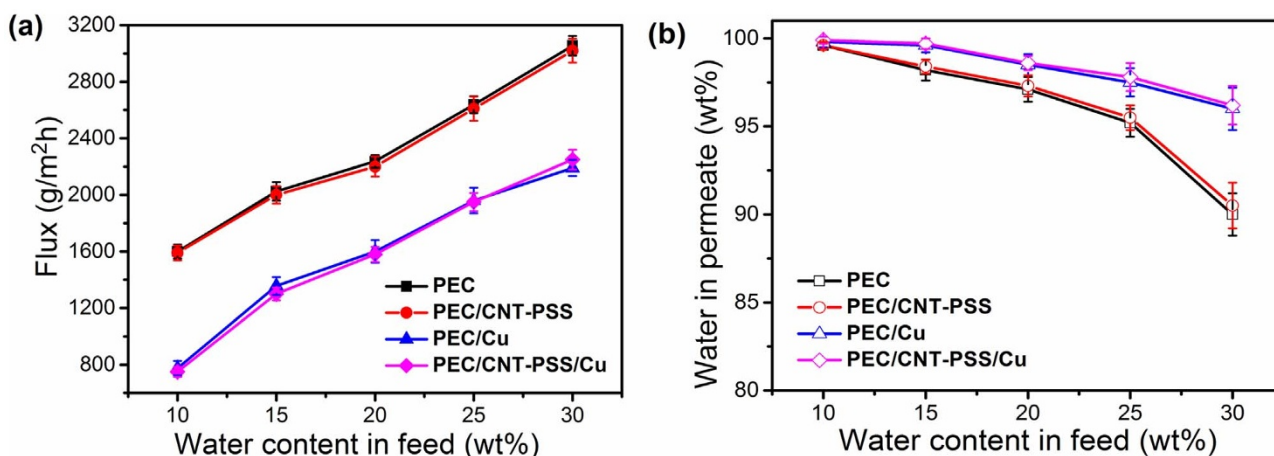 (a)
3200
2800
2400
2000
1600
1200
800
Flux (g/m²h)
PEC
PEC/CNT-PSS
PEC/Cu
PEC/CNT-PSS/Cu
10 15 20 25 30
Water content in feed (wt%)
(b)
100
95
90
85
80
Water in permeate (wt%)
PEC
PEC/CNT-PSS
PEC/Cu
PEC/CNT-PSS/Cu
10 15 20 25 30
Water content in feed (wt%)